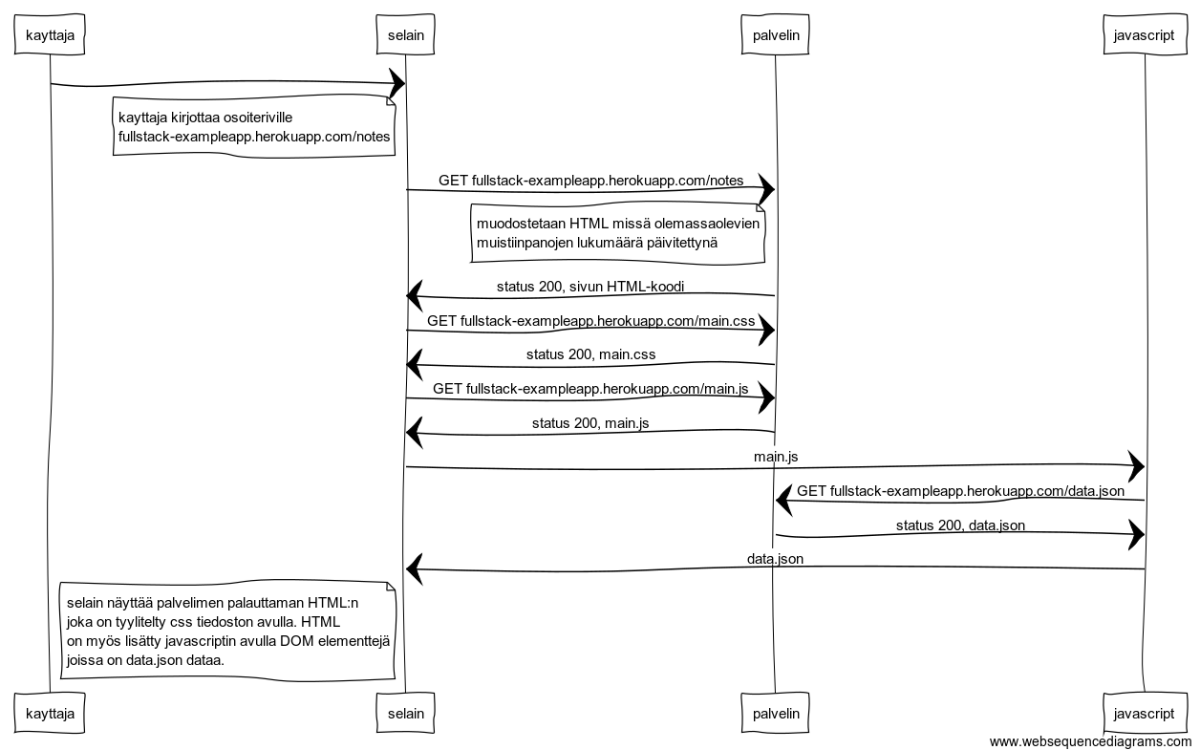 kayttaja
selain
palvelin
javascript
kayttaja kirjottaa osoiteriville
fullstack-exampleapp.herokuapp.com/notes
GET fullstack-exampleapp.herokuapp.com/notes
muodostetaan HTML missä olemassaolevien
muistiinpanojen lukumäärä päivitettynä
status 200, sivun HTML-koodi
GET fullstack-exampleapp.herokuapp.com/main.css
status 200, main.css
GET fullstack-exampleapp.herokuapp.com/main.js
status 200, main.js
main.js
GET fullstack-exampleapp.herokuapp.com/data.json
status 200, data.json
data.json
selain näyttää palvelimen palauttaman HTML:n
joka on tyylitelty css tiedoston avulla. HTML
on myös lisätty javascriptin avulla DOM elementtejä
joissa on data.json dataa.
kayttaja
selain
palvelin
javascript
www.websequencediagrams.com